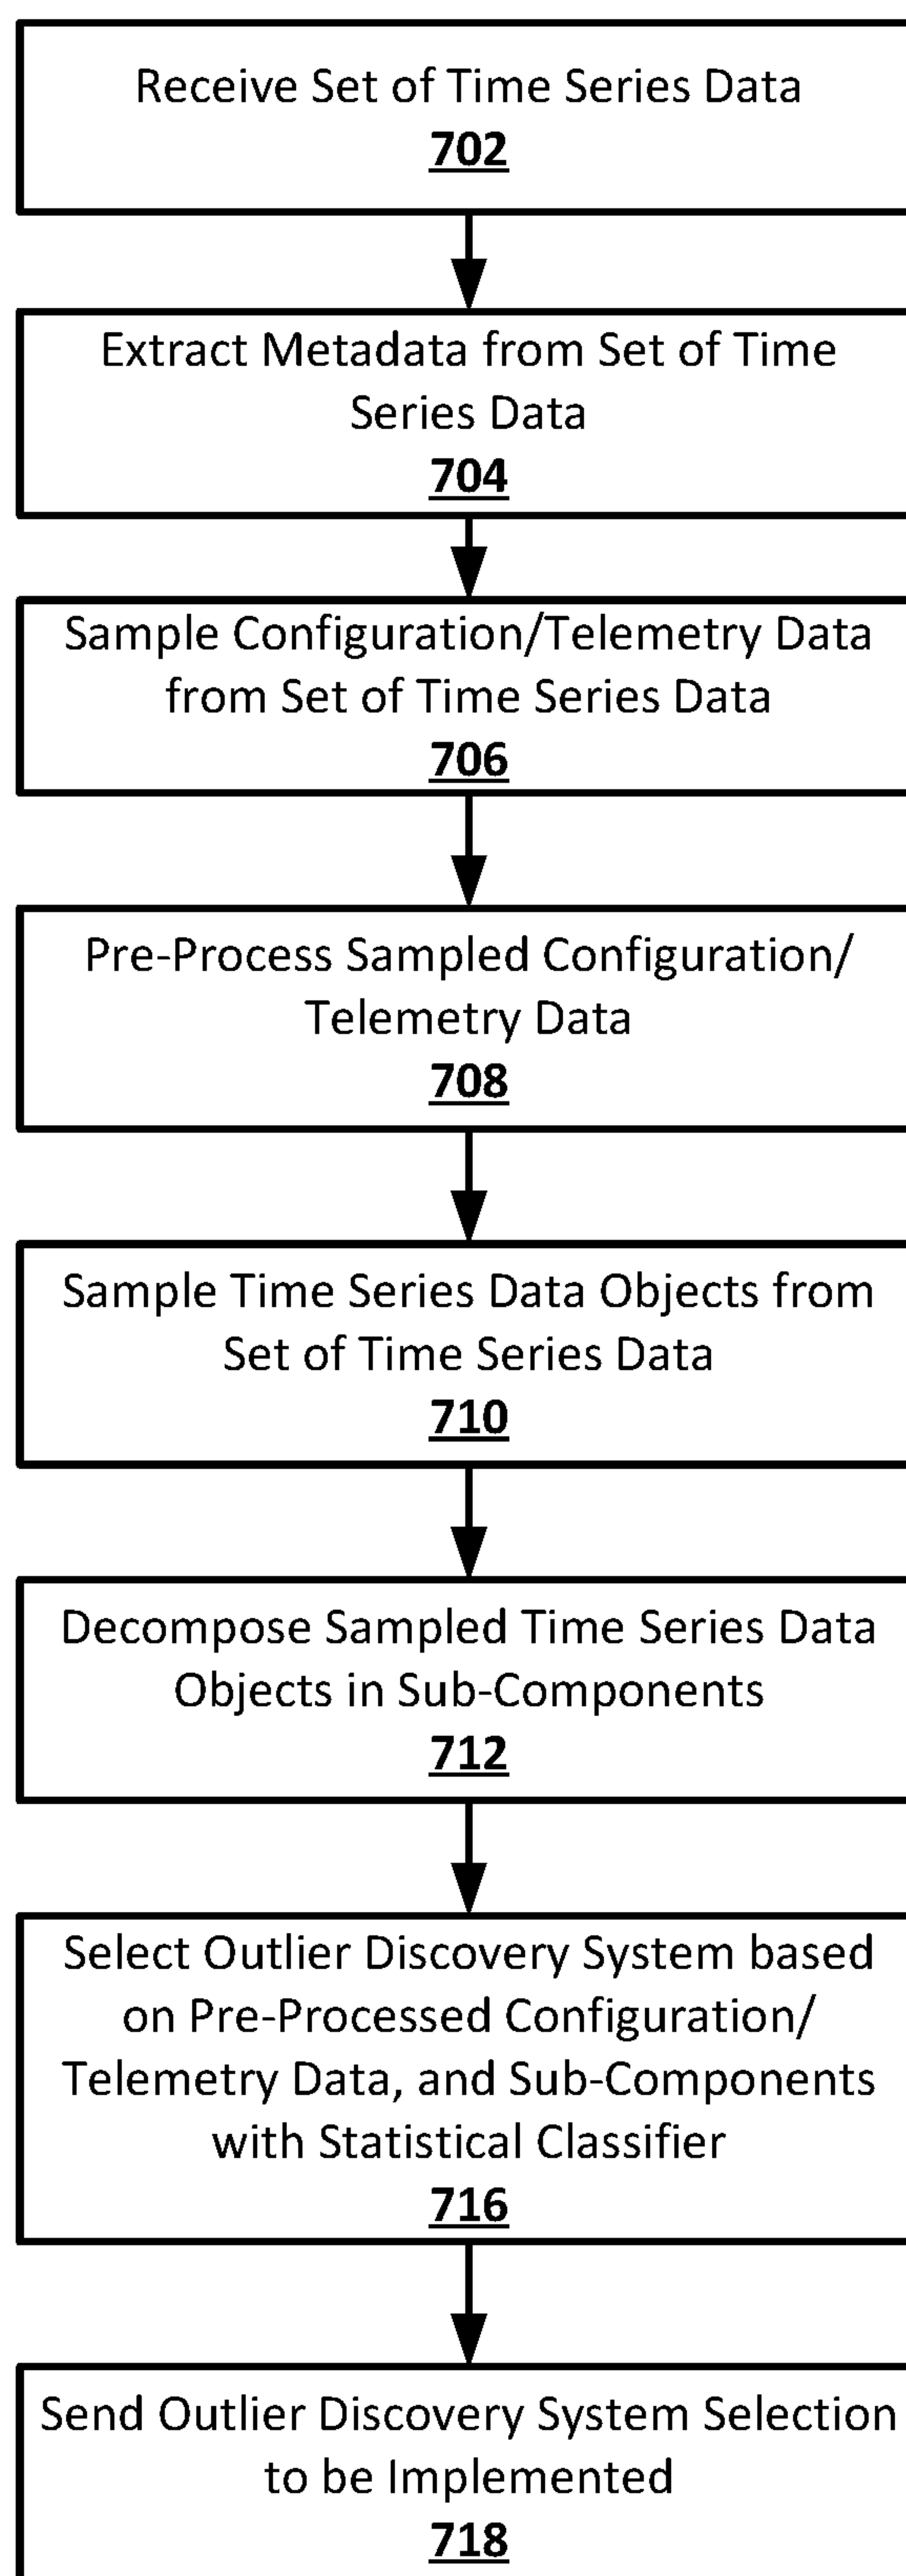 Receive Set of Time Series Data
702
Extract Metadata from Set of Time
Series Data
704
Sample Configuration/Telemetry Data
from Set of Time Series Data
706
Pre-Process Sampled Configuration/
Telemetry Data
708
Sample Time Series Data Objects from
Set of Time Series Data
710
Decompose Sampled Time Series Data
Objects in Sub-Components
712
Select Outlier Discovery System based
on Pre-Processed Configuration/
Telemetry Data, and Sub-Components
with Statistical Classifier
716
Send Outlier Discovery System Selection
to be Implemented
718